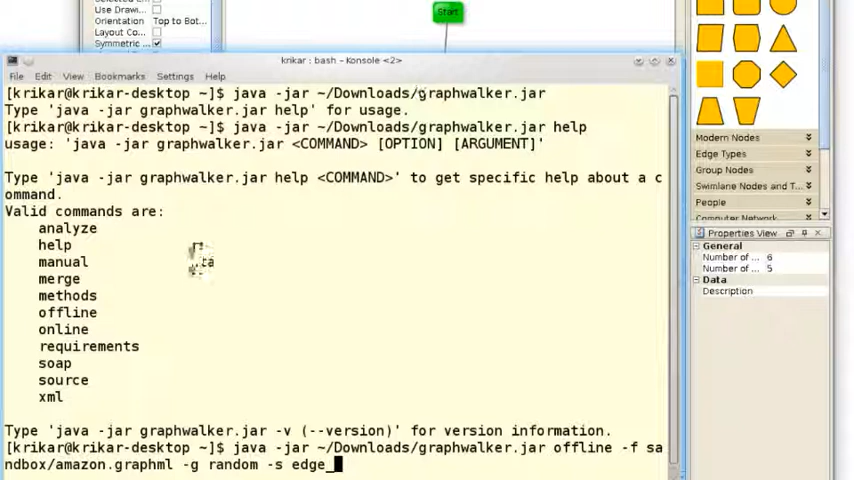 Use Drawi...
Orientation Top to Bot...
Layout Co...
Symmetric ...
Start
krikar : bash - Konsole <2>
File Edit View Bookmarks Settings Help
[krikar@krikar-desktop ~]$ java -jar ~/Downloads/graphwalker.jar
Type 'java -jar graphwalker.jar help' for usage.
[krikar@krikar-desktop ~]$ java -jar ~/Downloads/graphwalker.jar help
usage: 'java -jar graphwalker.jar <COMMAND> [OPTION] [ARGUMENT]'
Type 'java -jar graphwalker.jar help <COMMAND>' to get specific help about a c
ommand.
Valid commands are:
analyze
help
manual
merge
methods
offline
online
requirements
soap
source
xml
Type 'java -jar graphwalker.jar -v (--version)' for version information.
[krikar@krikar-desktop ~]$ java -jar ~/Downloads/graphwalker.jar offline -f sa
ndbox/amazon.graphml -g random -s edge_
Modern Nodes
Edge Types
Group Nodes
Swimlane Nodes and T...
People
Computer Network
Properties View
General
Number of ... 6
Number of ... 5
Data
Description